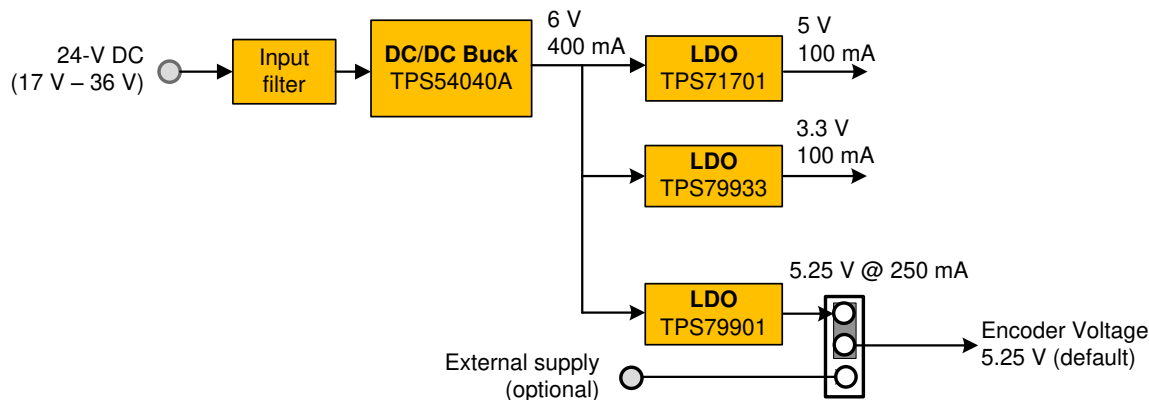 24-V DC
(17 V – 36 V)
Input
filter
DC/DC Buck
TPS54040A
6 V
400 mA
LDO
TPS71701
5 V
100 mA
LDO
TPS79933
3.3 V
100 mA
LDO
TPS79901
5.25 V @ 250 mA
Encoder Voltage
5.25 V (default)
External supply
(optional)